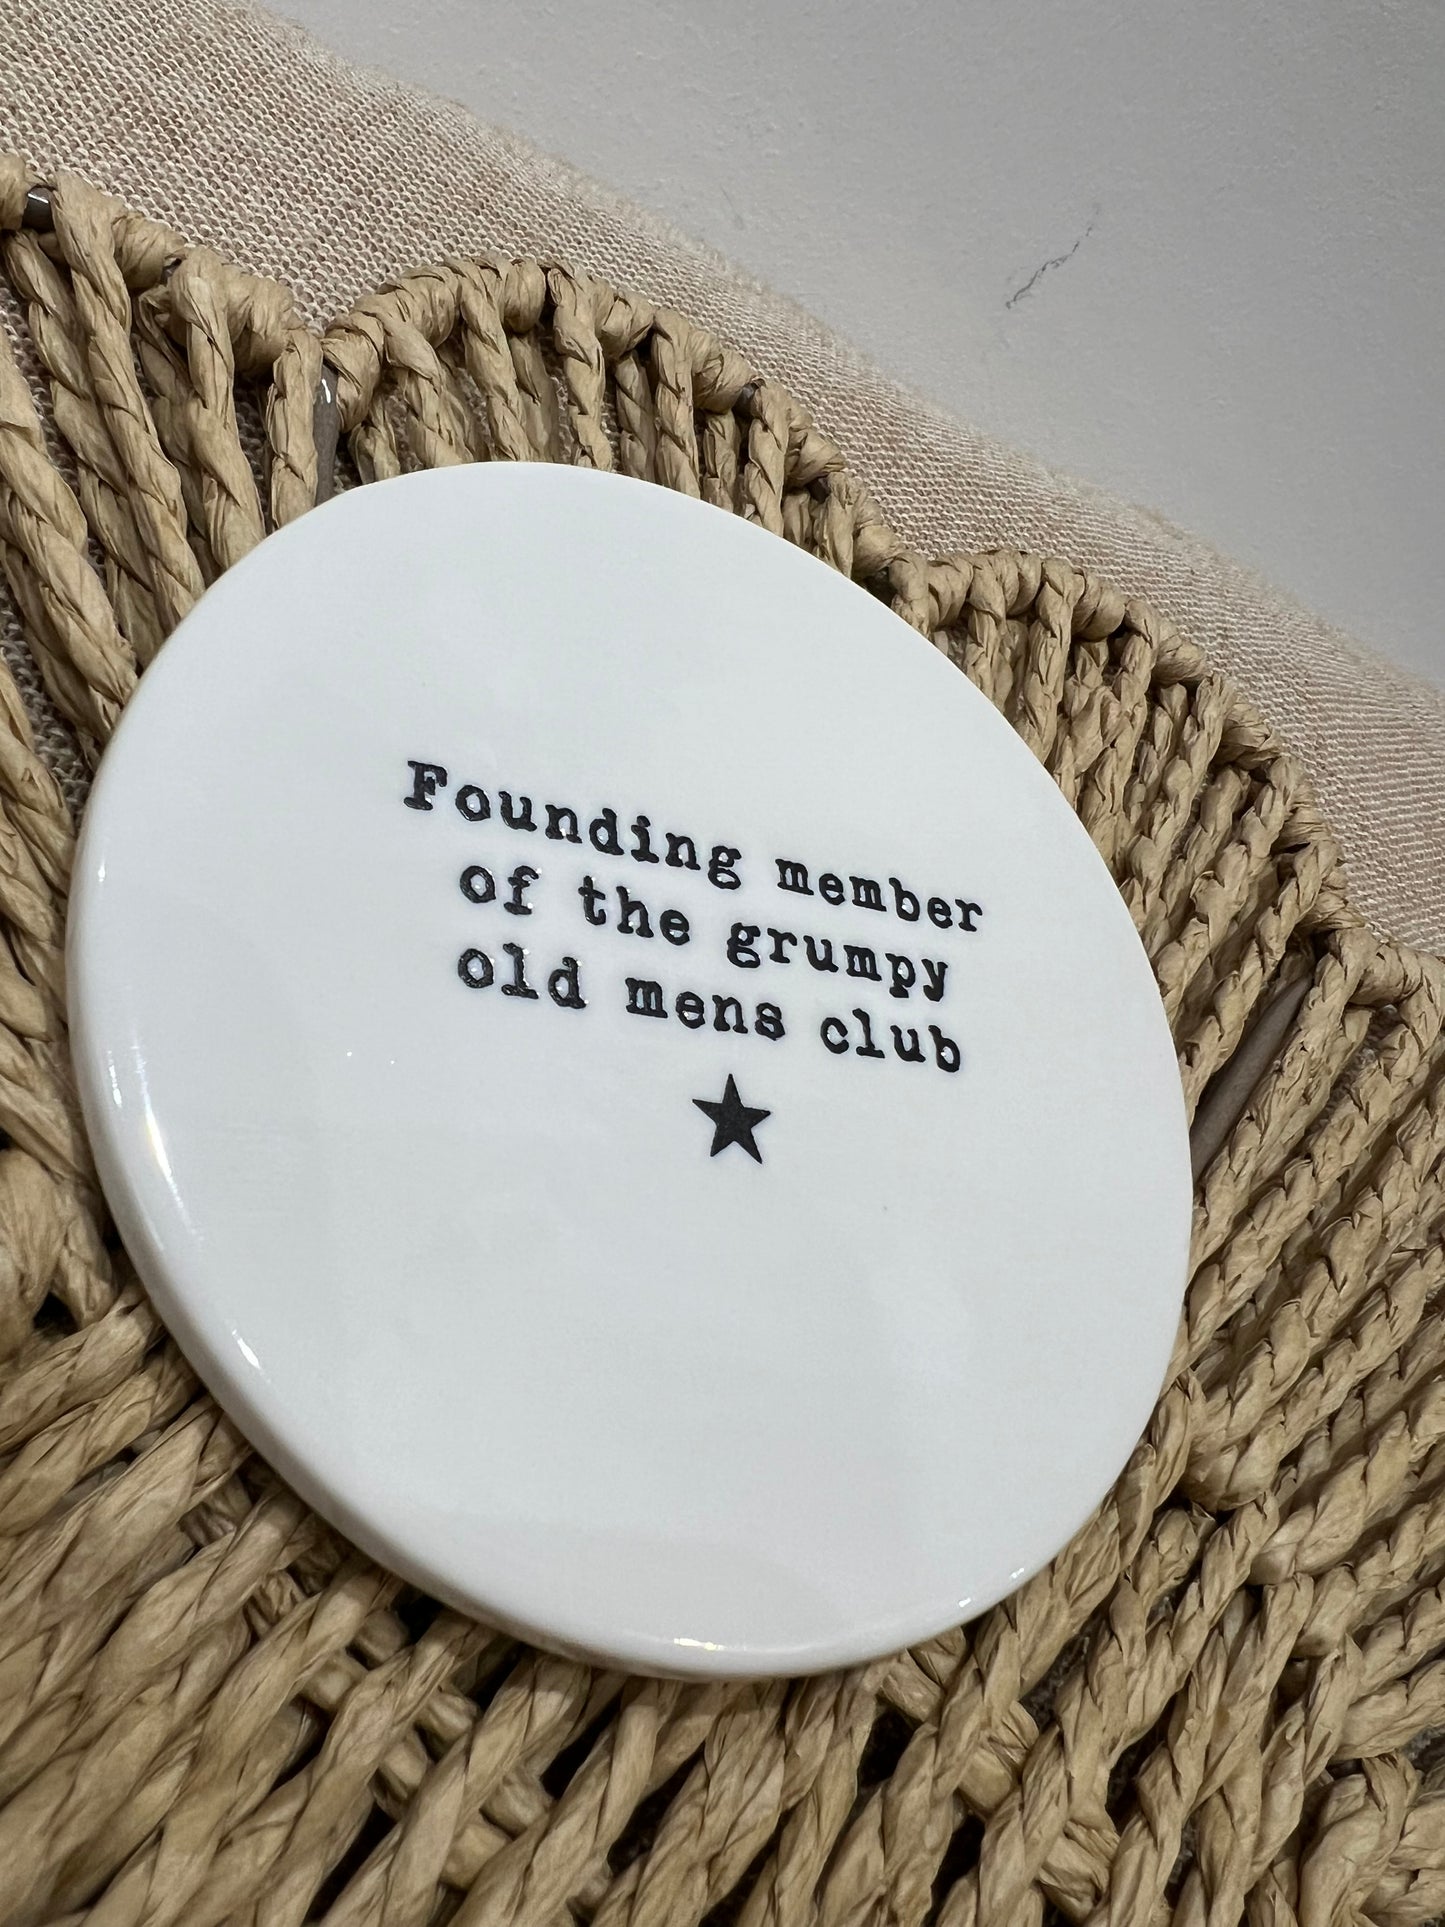 Founding member
of the grumpy
old mens club